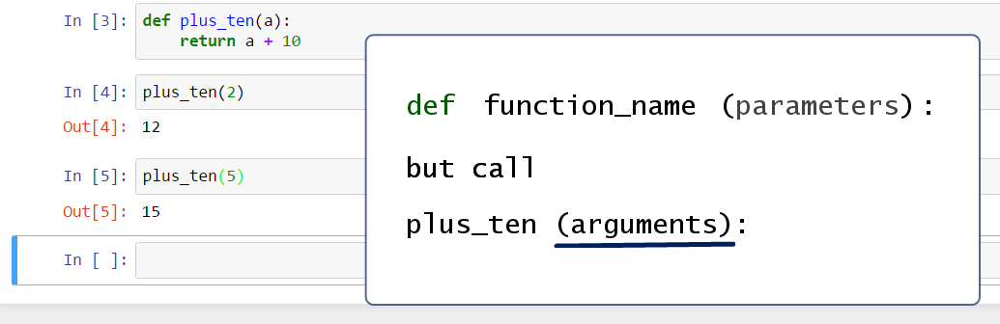 In [3]: def plus_ten(a):
return a + 10
In [4]: plus_ten(2)
Out[4]: 12
In [5]: plus_ten(5)
Out[5]: 15
In [ ]:
def function_name (parameters):
but call
plus_ten (arguments):